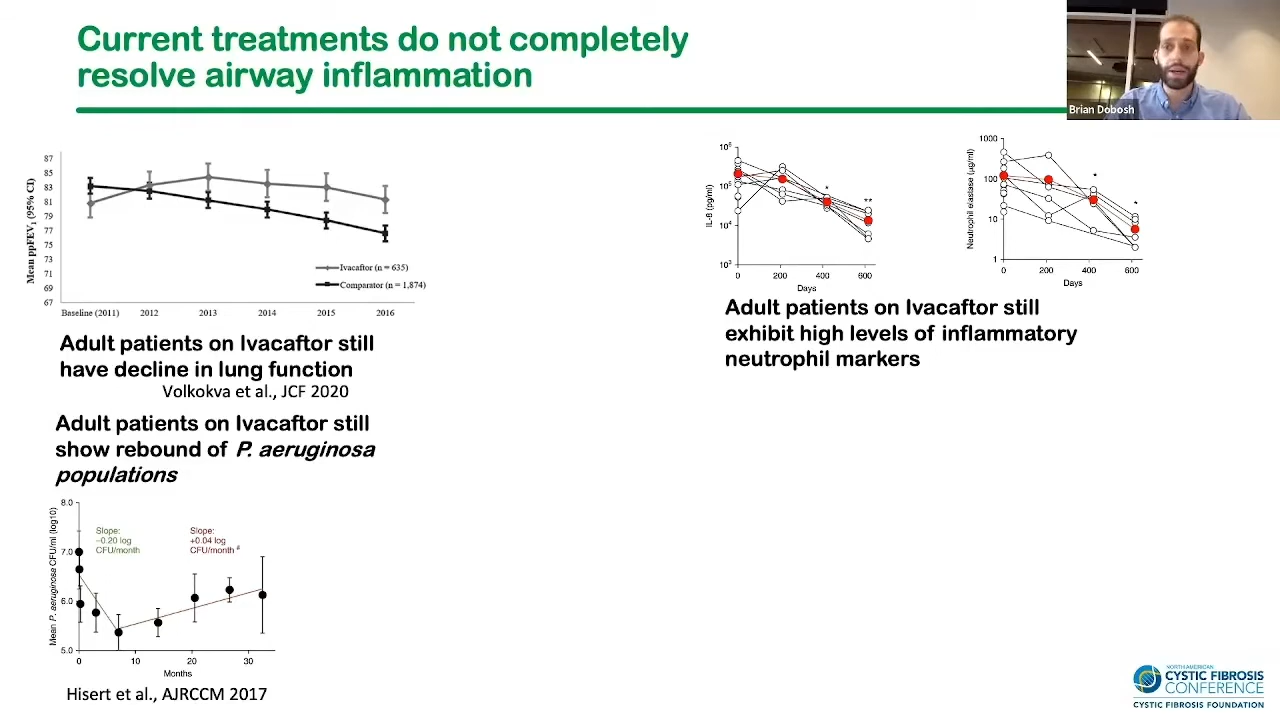 Current treatments do not completely
resolve airway inflammation
Brian Dobosh
Mean ppFEV1 (95% CI)
87
85
83
81
79
77
75
73
71
69
67
Ivacaftor (n = 635)
Comparator (n = 1,874)
Baseline (2011) 2012 2013 2014 2015 2016
Adult patients on Ivacaftor still
have decline in lung function
Volkokva et al., JCF 2020
Adult patients on Ivacaftor still
show rebound of P. aeruginosa
populations
Mean P. aeruginosa CFU/ml (log10)
8.0
7.0
6.0
5.0
Slope:
–0.20 log
CFU/month
Slope:
+0.04 log
CFU/month #
0 10 20 30
Months
Hisert et al., AJRCCM 2017
IL-8 (pg/ml)
10⁶
10⁵
10⁴
10³
*
**
0 200 400 600
Days
Neutrophil elastase (µg/ml)
1000
100
10
1
*
*
0 200 400 600
Days
Adult patients on Ivacaftor still
exhibit high levels of inflammatory
neutrophil markers
NORTH AMERICAN
CYSTIC FIBROSIS
CONFERENCE
CYSTIC FIBROSIS FOUNDATION